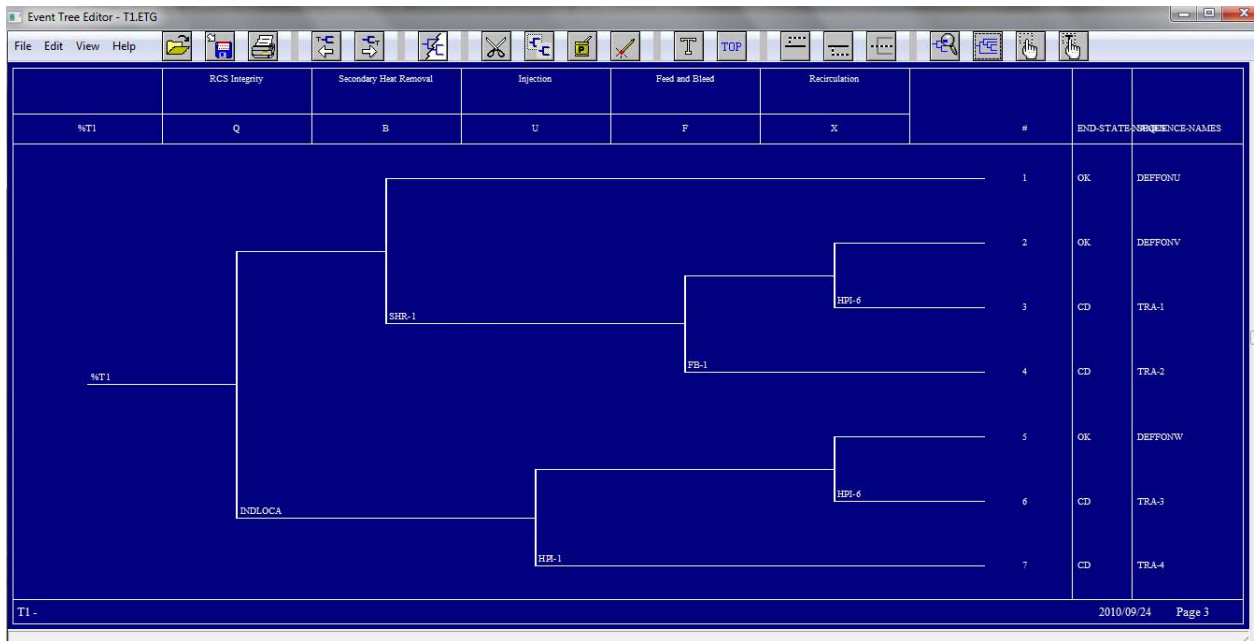 Event Tree Editor - T1.ETG
File Edit View Help
T TOP
RCS Integrity Secondary Heat Removal Injection Feed and Bleed Recirculation
%T1 Q B U F X # END-STATE- SEQUENCE-NAMES
1 OK DEFFONU
2 OK DEFFONV
HPI-6
3 CD TRA-1
SHR-1
FB-1
4 CD TRA-2
%T1
5 OK DEFFONW
HPI-6
6 CD TRA-3
INDLOCA
HPI-1
7 CD TRA-4
T1 - 2010/09/24 Page 3